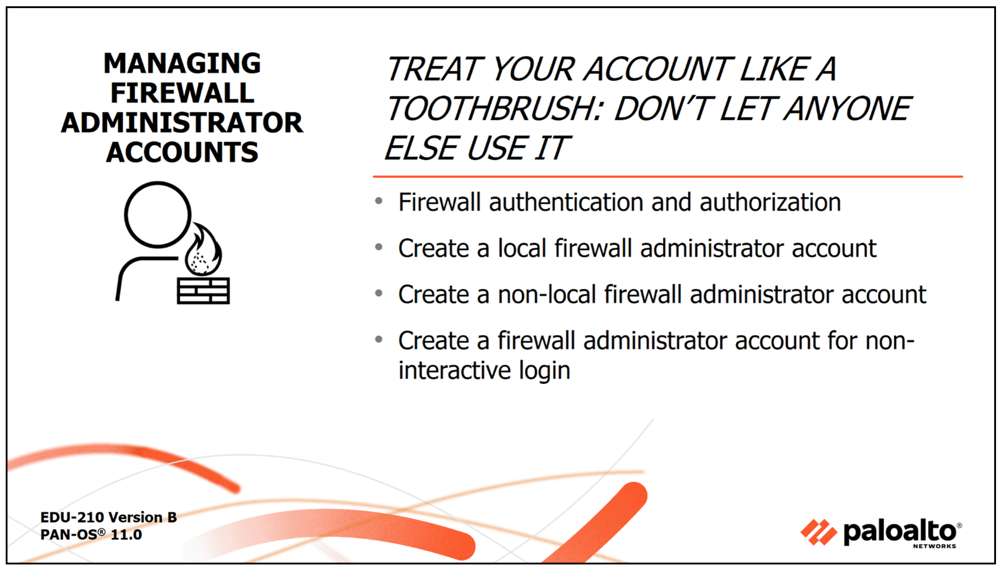 MANAGING
FIREWALL
ADMINISTRATOR
ACCOUNTS
TREAT YOUR ACCOUNT LIKE A
TOOTHBRUSH: DON’T LET ANYONE
ELSE USE IT
• Firewall authentication and authorization
• Create a local firewall administrator account
• Create a non-local firewall administrator account
• Create a firewall administrator account for non-
interactive login
EDU-210 Version B
PAN-OS® 11.0
paloalto®
NETWORKS